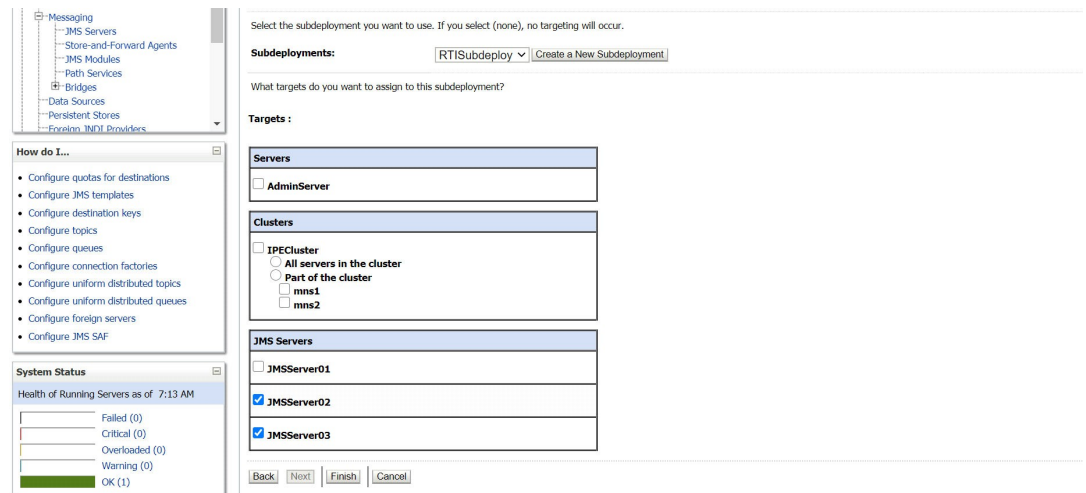 Messaging
JMS Servers
Store-and-Forward Agents
JMS Modules
Path Services
Bridges
Data Sources
Persistent Stores
Foreign JNDI Providers
How do I...
Configure quotas for destinations
Configure JMS templates
Configure destination keys
Configure topics
Configure queues
Configure connection factories
Configure uniform distributed topics
Configure uniform distributed queues
Configure foreign servers
Configure JMS SAF
System Status
Health of Running Servers as of 7:13 AM
Failed (0)
Critical (0)
Overloaded (0)
Warning (0)
OK (1)
Select the subdeployment you want to use. If you select (none), no targeting will occur.
Subdeployments: RTISubdeploy Create a New Subdeployment
What targets do you want to assign to this subdeployment?
Targets :
Servers
AdminServer
Clusters
IPECluster
All servers in the cluster
Part of the cluster
mns1
mns2
JMS Servers
JMSServer01
JMSServer02
JMSServer03
Back Next Finish Cancel